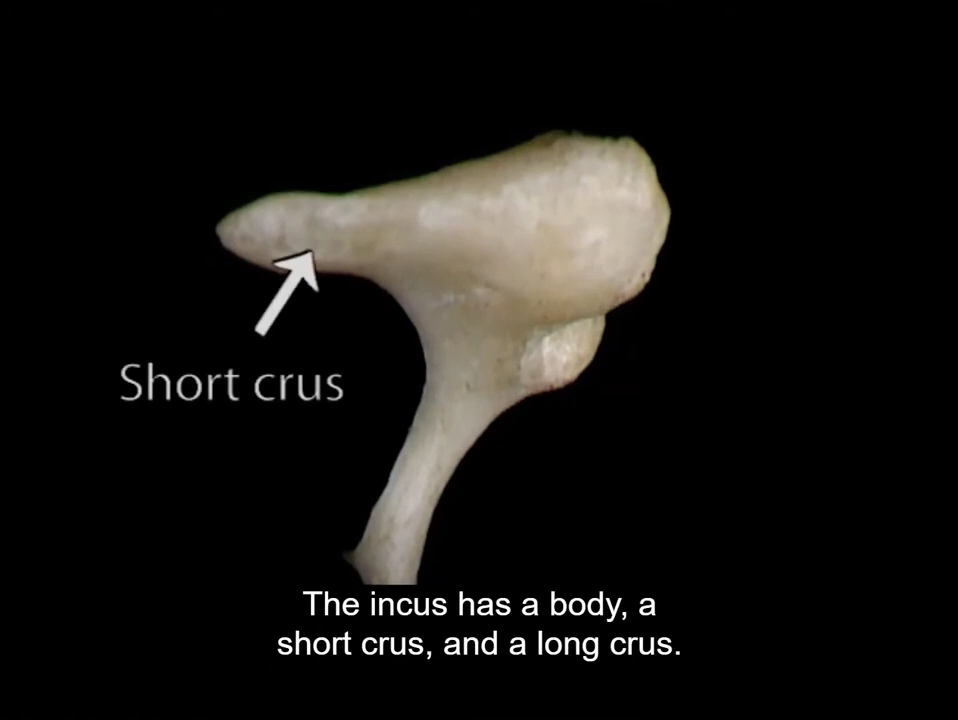 Short crus
The incus has a body, a
short crus, and a long crus.